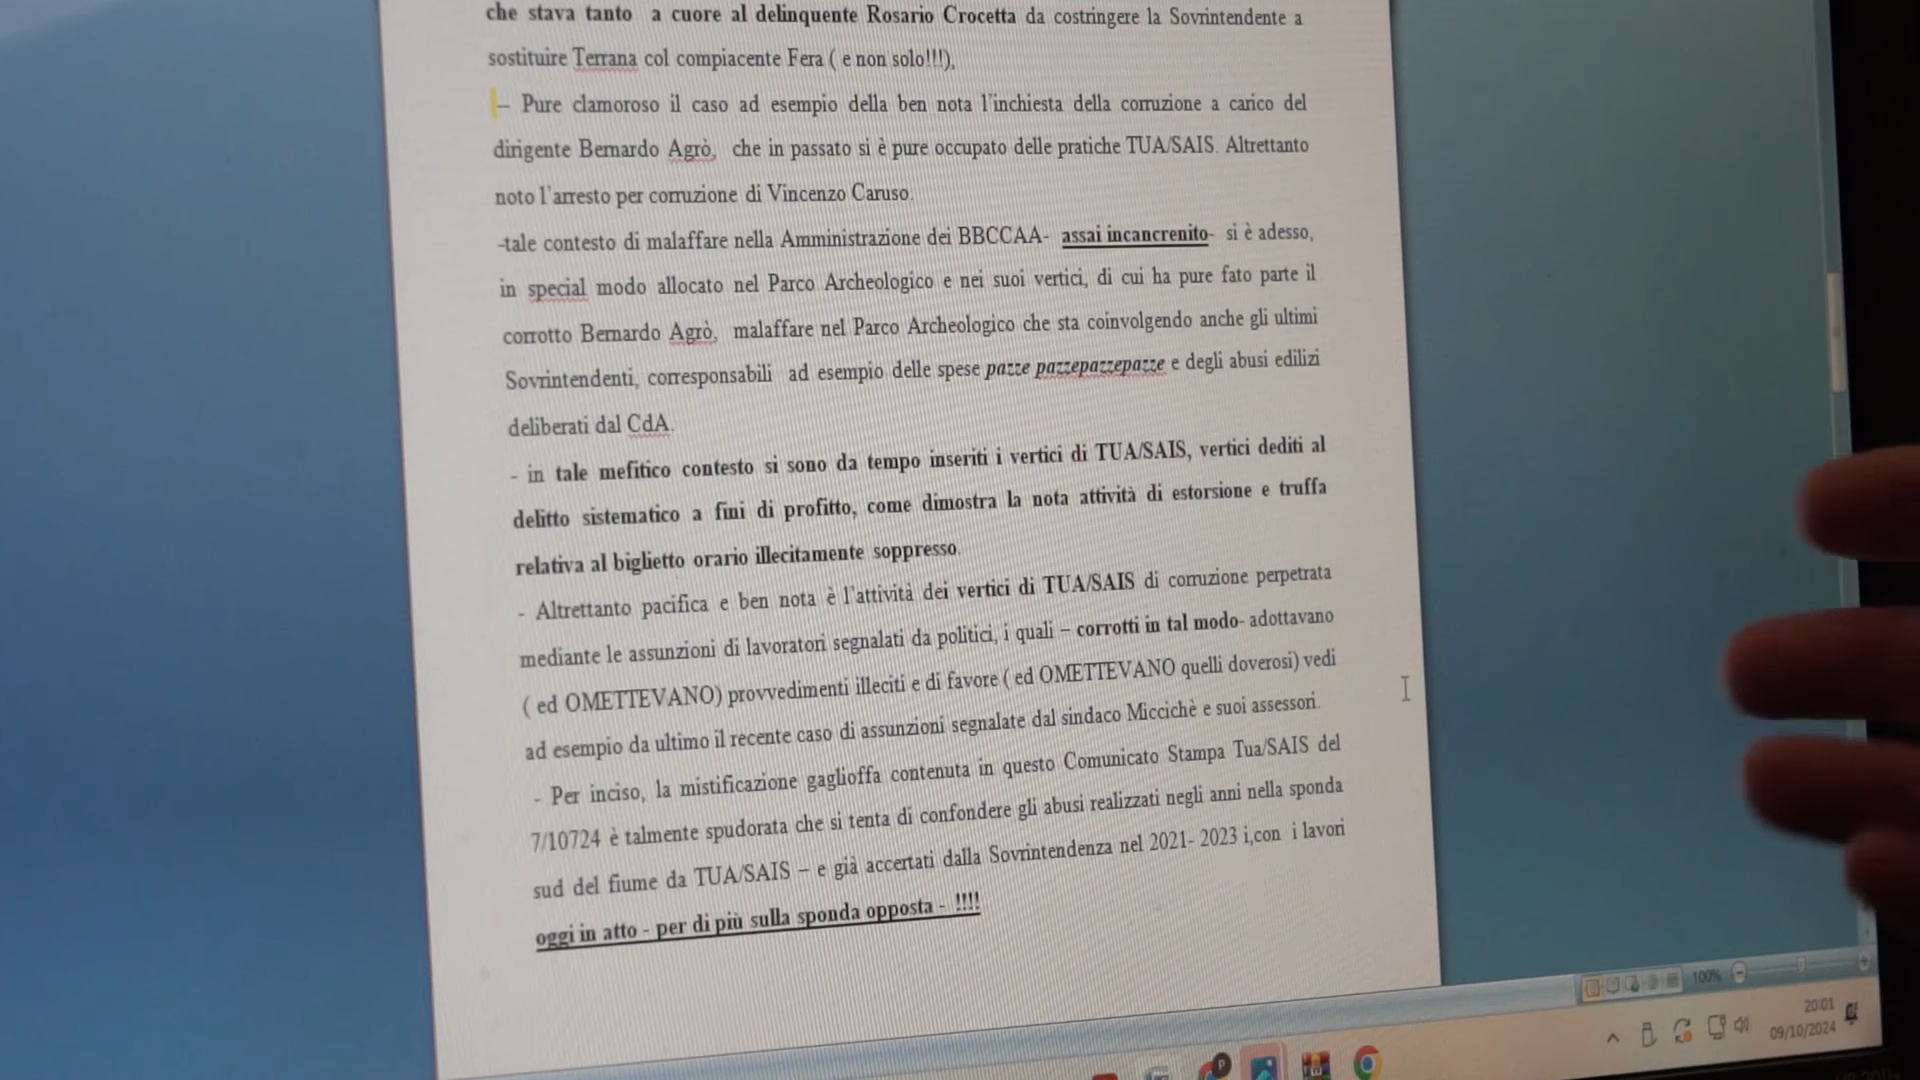 che stava tanto a cuore al delinquente Rosario Crocetta da costringere la Sovrintendente a
sostituire Terrana col compiacente Fera ( e non solo!!!),
– Pure clamoroso il caso ad esempio della ben nota l'inchiesta della corruzione a carico del
dirigente Bernardo Agrò, che in passato si è pure occupato delle pratiche TUA/SAIS. Altrettanto
noto l'arresto per corruzione di Vincenzo Caruso.
-tale contesto di malaffare nella Amministrazione dei BBCCAA- assai incancrenito- si è adesso,
in special modo allocato nel Parco Archeologico e nei suoi vertici, di cui ha pure fato parte il
corrotto Bernardo Agrò, malaffare nel Parco Archeologico che sta coinvolgendo anche gli ultimi
Sovrintendenti, corresponsabili ad esempio delle spese pazze pazzepazzepazze e degli abusi edilizi
deliberati dal CdA.
- in tale mefitico contesto si sono da tempo inseriti i vertici di TUA/SAIS, vertici dediti al
delitto sistematico a fini di profitto, come dimostra la nota attività di estorsione e truffa
relativa al biglietto orario illecitamente soppresso.
- Altrettanto pacifica e ben nota è l'attività dei vertici di TUA/SAIS di corruzione perpetrata
mediante le assunzioni di lavoratori segnalati da politici, i quali – corrotti in tal modo- adottavano
( ed OMETTEVANO) provvedimenti illeciti e di favore ( ed OMETTEVANO quelli doverosi) vedi
ad esempio da ultimo il recente caso di assunzioni segnalate dal sindaco Miccichè e suoi assessori.
- Per inciso, la mistificazione gaglioffa contenuta in questo Comunicato Stampa Tua/SAIS del
7/10724 è talmente spudorata che si tenta di confondere gli abusi realizzati negli anni nella sponda
sud del fiume da TUA/SAIS – e già accertati dalla Sovrintendenza nel 2021- 2023 i,con i lavori
oggi in atto - per di più sulla sponda opposta - !!!!
100%
20:01
09/10/2024
P